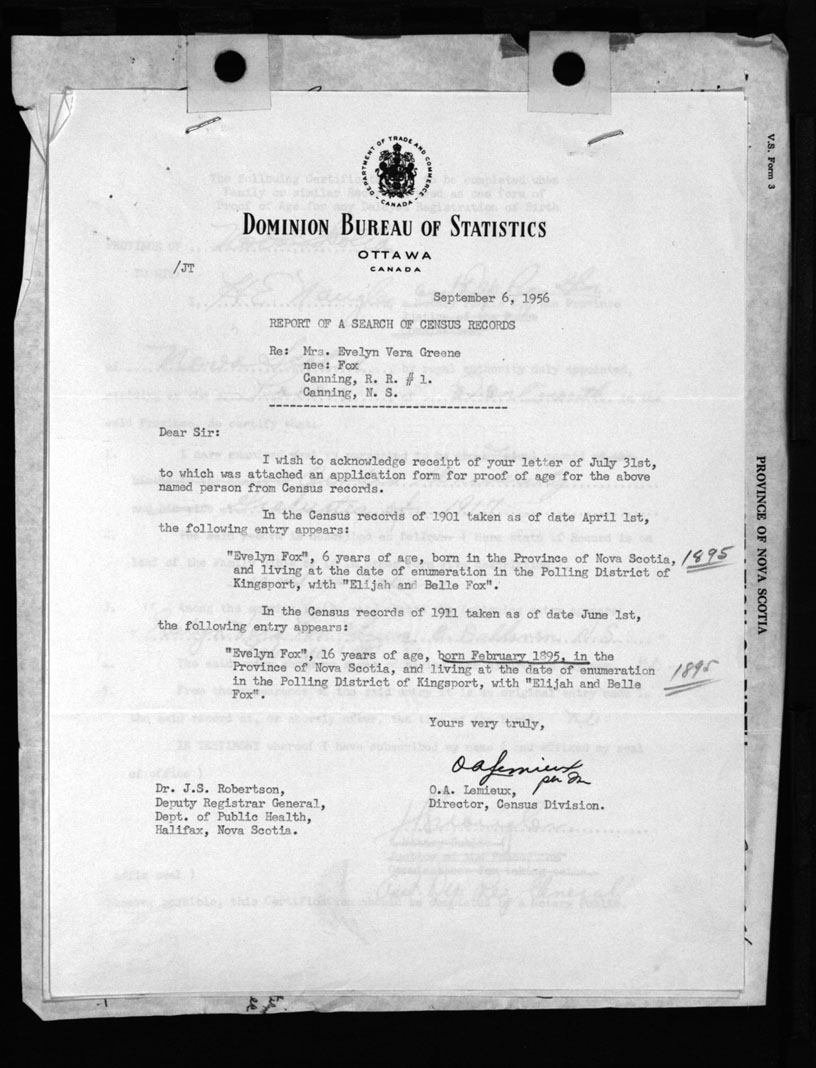 V.S. Form 3
PROVINCE OF NOVA SCOTIA
DEPARTMENT OF TRADE AND COMMERCE
- CANADA -
DOMINION BUREAU OF STATISTICS
OTTAWA
CANADA
/JT
September 6, 1956
REPORT OF A SEARCH OF CENSUS RECORDS
Re: Mrs. Evelyn Vera Greene
nee: Fox
Canning, R. R. # 1.
Canning, N. S.
Dear Sir:
I wish to acknowledge receipt of your letter of July 31st,
to which was attached an application form for proof of age for the above
named person from Census records.
In the Census records of 1901 taken as of date April 1st,
the following entry appears:
"Evelyn Fox", 6 years of age, born in the Province of Nova Scotia, 1895
and living at the date of enumeration in the Polling District of
Kingsport, with "Elijah and Belle Fox".
In the Census records of 1911 taken as of date June 1st,
the following entry appears:
"Evelyn Fox", 16 years of age, born February 1895, in the
Province of Nova Scotia, and living at the date of enumeration 1895
in the Polling District of Kingsport, with "Elijah and Belle
Fox".
Yours very truly,
O A Lemieux
per
Dr. J.S. Robertson,
Deputy Registrar General,
Dept. of Public Health,
Halifax, Nova Scotia.
O.A. Lemieux,
Director, Census Division.